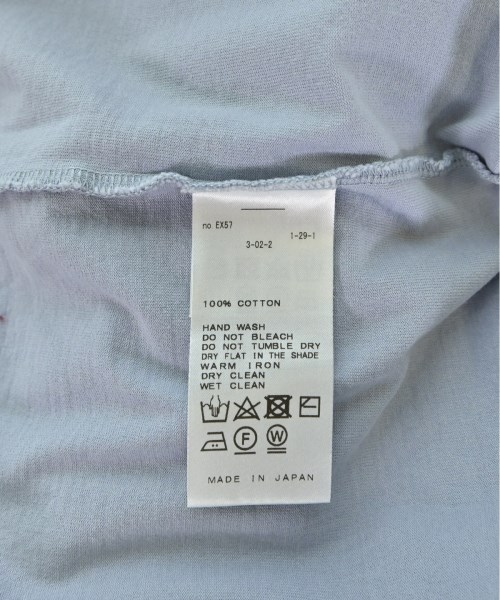 no EX57
1-29-1
3-02-2
100% COTTON
HAND WASH
DO NOT BLEACH
DO NOT TUMBLE DRY
DRY FLAT IN THE SHADE
WARM IRON
DRY CLEAN
WET CLEAN
F W
MADE IN JAPAN